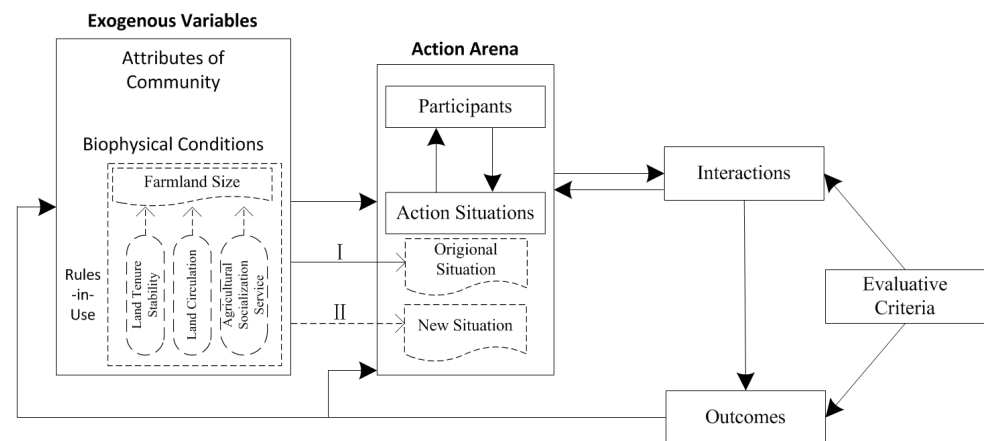 Exogenous Variables
Attributes of
Community
Biophysical Conditions
Farmland Size
Rules
-in-
Use
Land Tenure
Stability
Land Circulation
Agricultural
Socialization
Service
I
II
Action Arena
Participants
Action Situations
Origional
Situation
New Situation
Interactions
Evaluative
Criteria
Outcomes